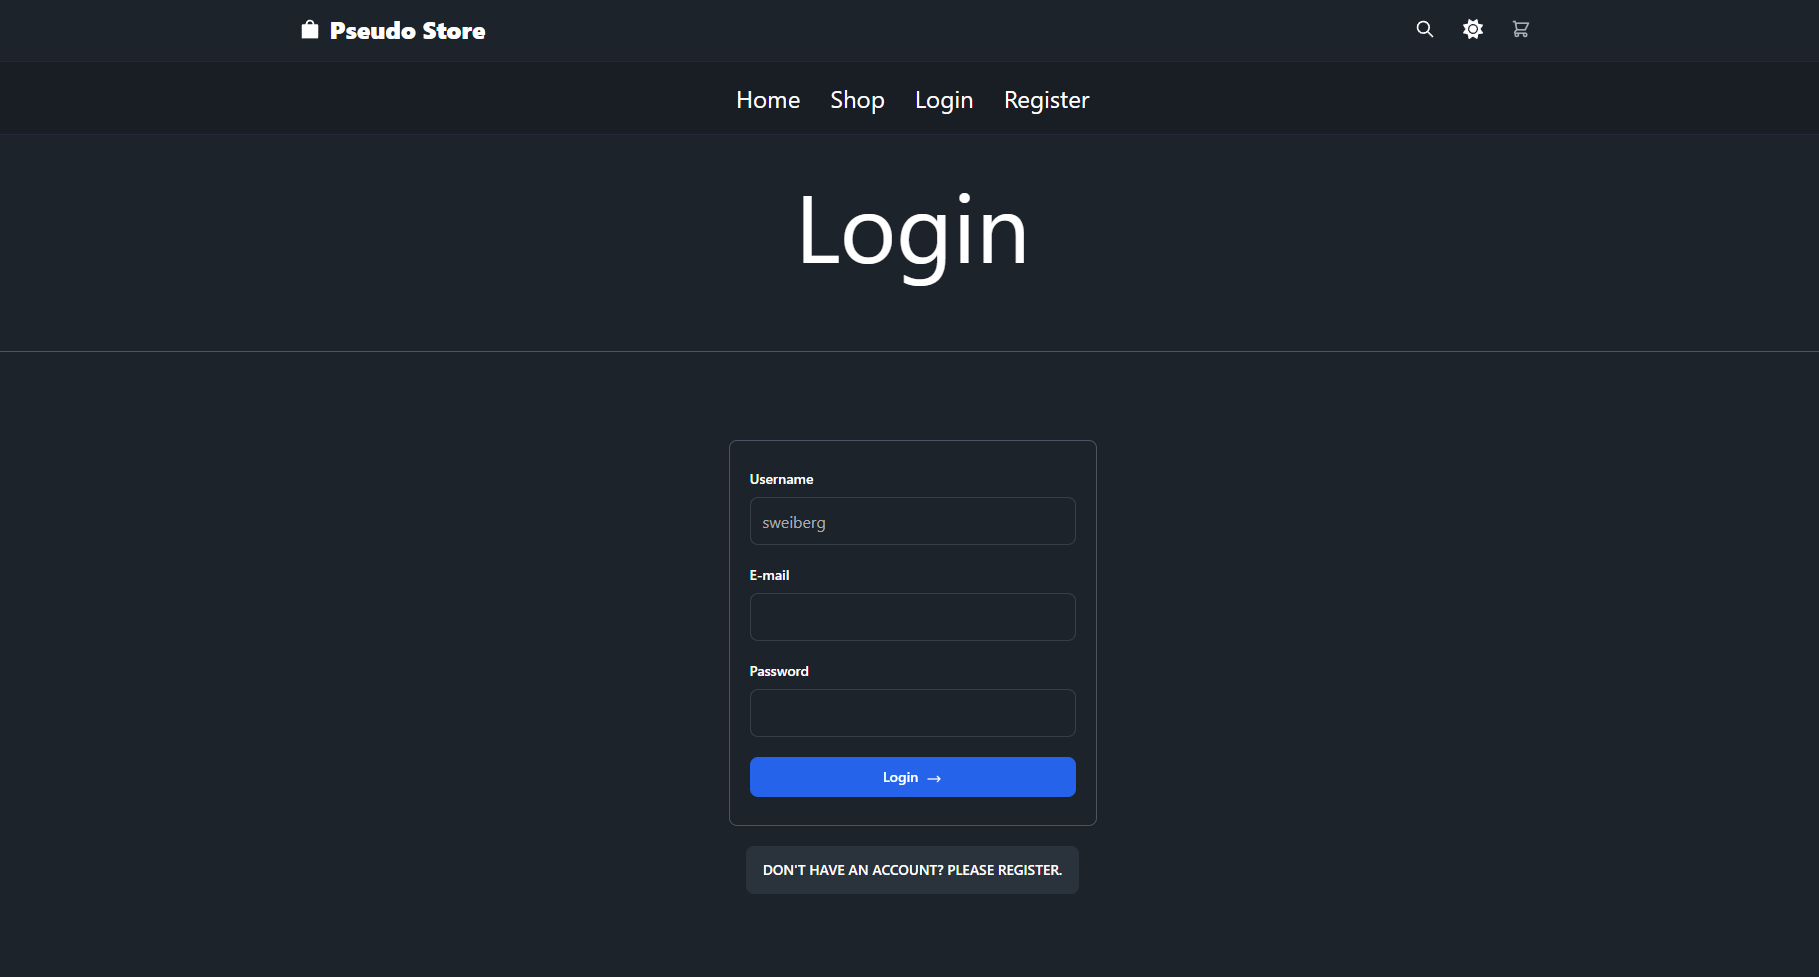 Pseudo Store
Home Shop Login Register
Login
Username
sweiberg
E-mail
Password
Login →
DON'T HAVE AN ACCOUNT? PLEASE REGISTER.